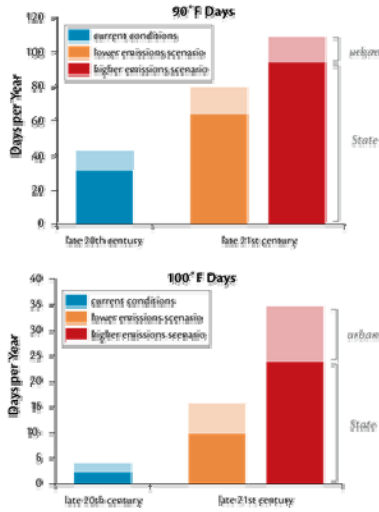 90°F Days
120
100
80
60
40
20
0
Days per Year
current conditions
lower emissions scenario
higher emissions scenario
urban
State
late 20th century
late 21st century
100°F Days
40
35
30
25
20
15
10
5
0
Days per Year
current conditions
lower emissions scenario
higher emissions scenario
urban
State
late 20th century
late 21st century